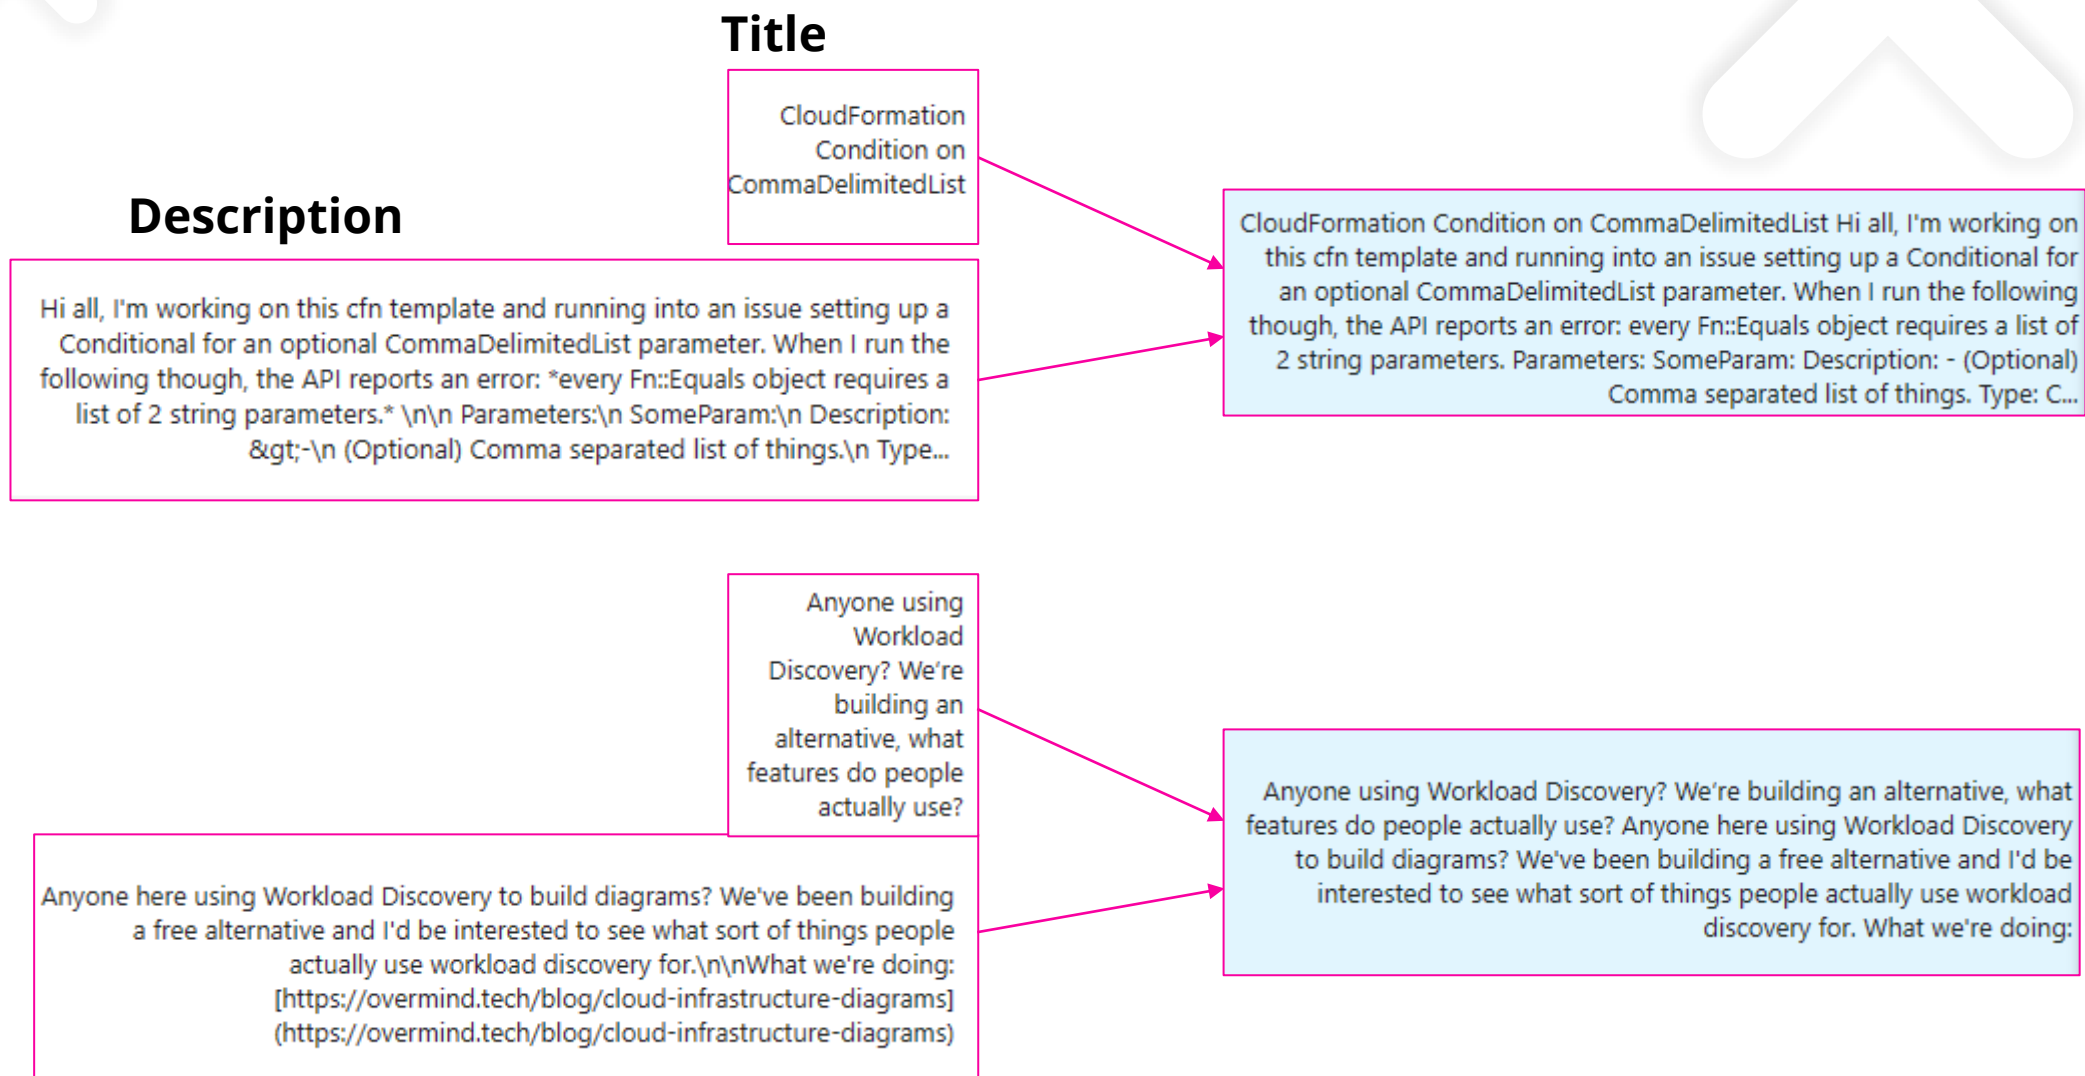 Title
CloudFormation
Condition on
CommaDelimitedList
Description
Hi all, I'm working on this cfn template and running into an issue setting up a
Conditional for an optional CommaDelimitedList parameter. When I run the
following though, the API reports an error: *every Fn::Equals object requires a
list of 2 string parameters.* \n\n Parameters:\n SomeParam:\n Description:
&gt;-\n (Optional) Comma separated list of things.\n Type...
CloudFormation Condition on CommaDelimitedList Hi all, I'm working on
this cfn template and running into an issue setting up a Conditional for
an optional CommaDelimitedList parameter. When I run the following
though, the API reports an error: every Fn::Equals object requires a list of
2 string parameters. Parameters: SomeParam: Description: - (Optional)
Comma separated list of things. Type: C...
Anyone using
Workload
Discovery? We’re
building an
alternative, what
features do people
actually use?
Anyone here using Workload Discovery to build diagrams? We've been building
a free alternative and I'd be interested to see what sort of things people
actually use workload discovery for.\n\nWhat we're doing:
[https://overmind.tech/blog/cloud-infrastructure-diagrams]
(https://overmind.tech/blog/cloud-infrastructure-diagrams)
Anyone using Workload Discovery? We’re building an alternative, what
features do people actually use? Anyone here using Workload Discovery
to build diagrams? We've been building a free alternative and I'd be
interested to see what sort of things people actually use workload
discovery for. What we're doing: